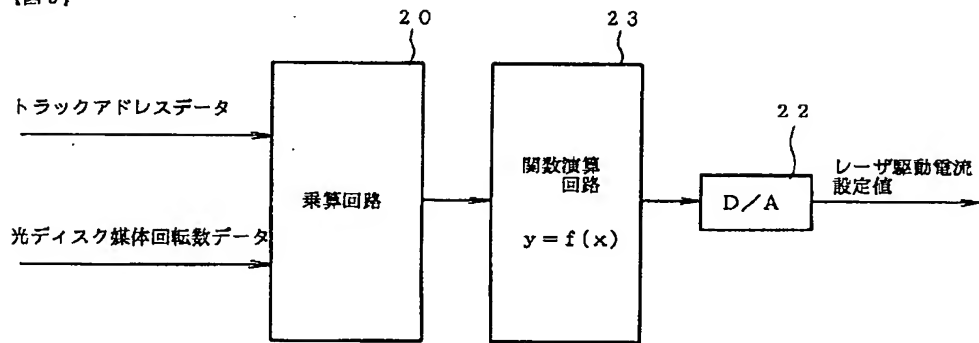 ２０
２３
トラックアドレスデータ
２２
関数演算
回路
レーザ駆動電流
設定値
乗算回路
D／A
y＝f(x)
光ディスク媒体回転数データ